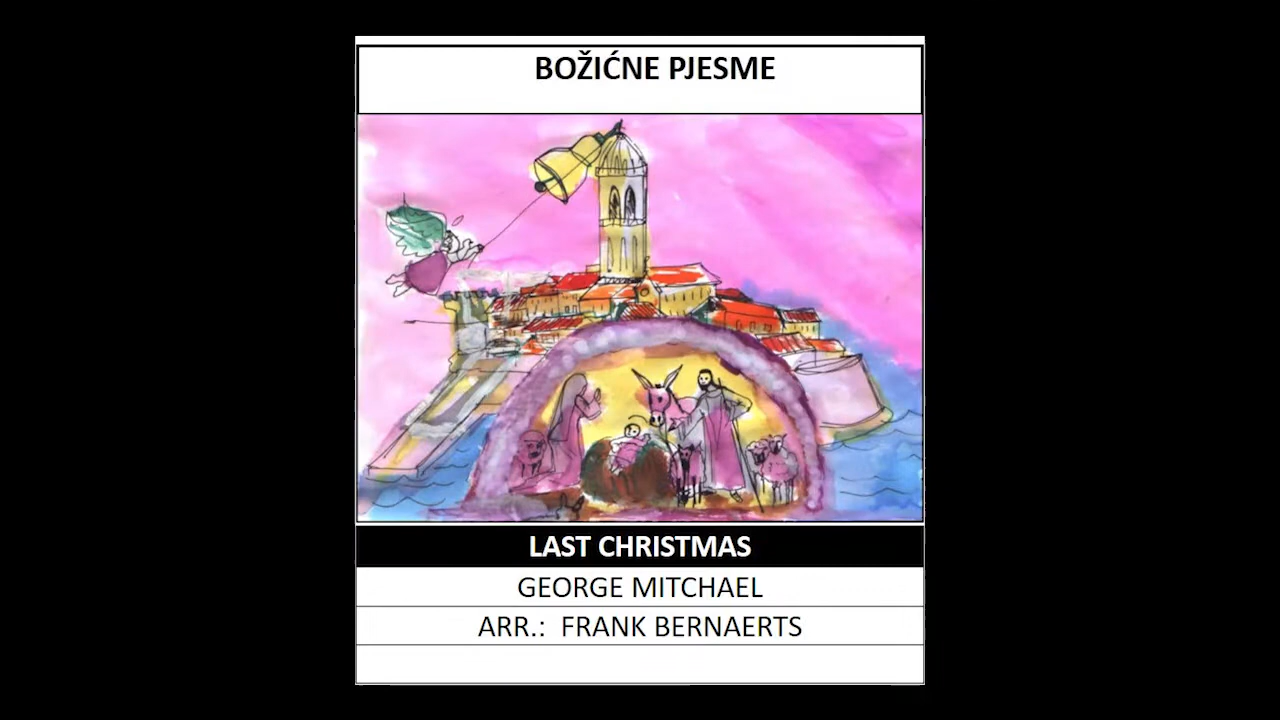 BOŽIĆNE PJESME
LAST CHRISTMAS
GEORGE MITCHAEL
ARR.: FRANK BERNAERTS